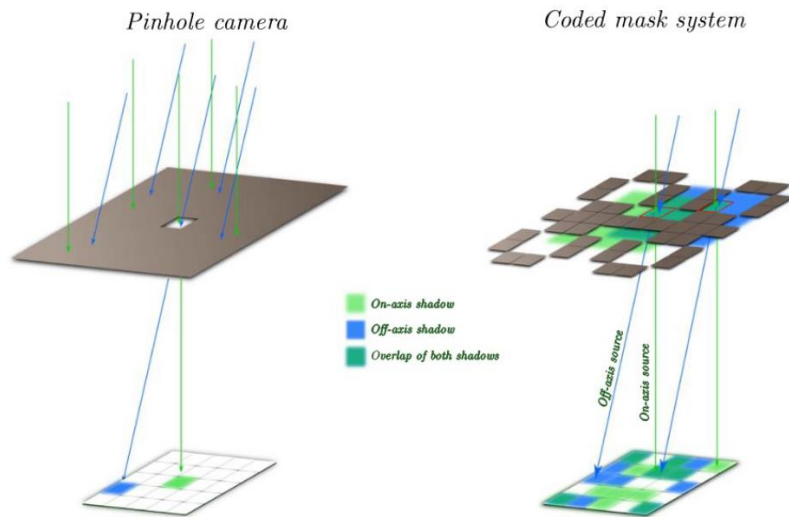 Pinhole camera
Coded mask system
On-axis shadow
Off-axis shadow
Overlap of both shadows
Off-axis source
On-axis source